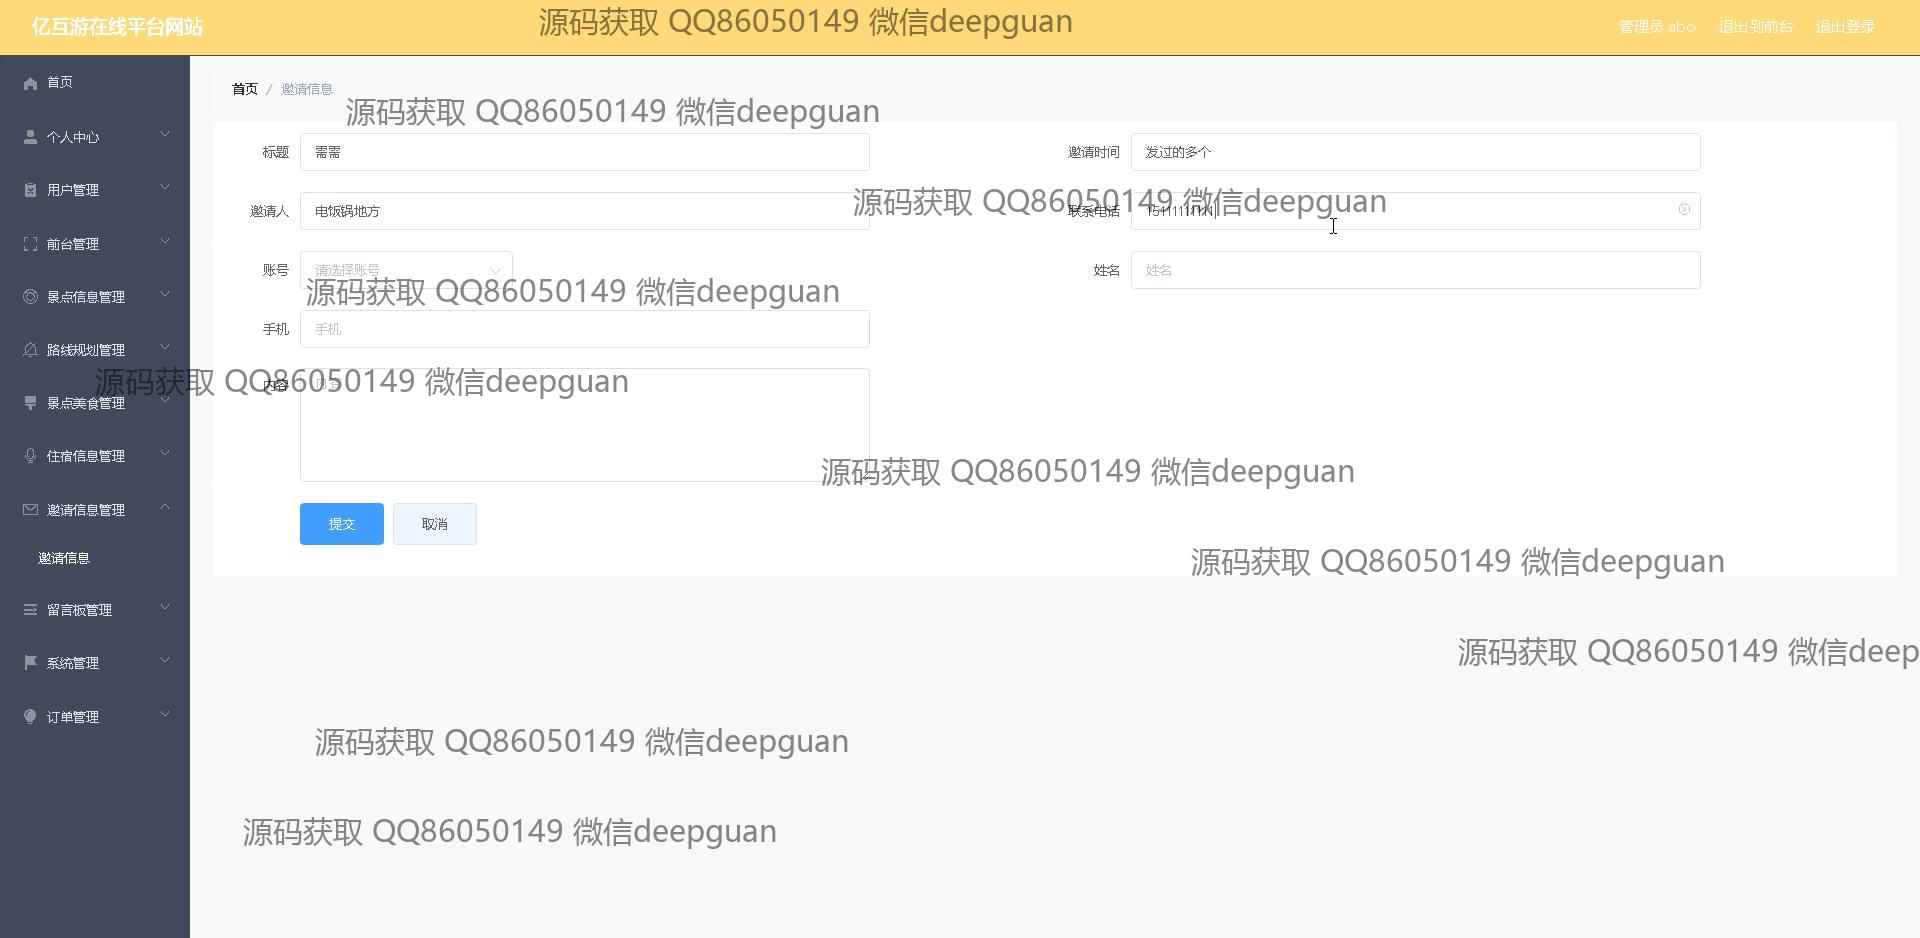 亿互游在线平台网站
源码获取 QQ86050149 微信deepguan
管理员 abo
退出到前台
退出登录
首页
个人中心
用户管理
前台管理
景点信息管理
路线规划管理
景点美食管理
住宿信息管理
邀请信息管理
邀请信息
留言板管理
系统管理
订单管理
首页 / 邀请信息
源码获取 QQ86050149 微信deepguan
标题 需需
邀请时间 发过的多个
源码获取 QQ86050149 微信deepguan
邀请人 电饭锅地方
联系电话
账号 请选择账号
姓名 姓名
源码获取 QQ86050149 微信deepguan
手机 手机
源码获取 QQ86050149 微信deepguan
内容 内容
源码获取 QQ86050149 微信deepguan
提交
取消
源码获取 QQ86050149 微信deepguan
源码获取 QQ86050149 微信deep
源码获取 QQ86050149 微信deepguan
源码获取 QQ86050149 微信deepguan